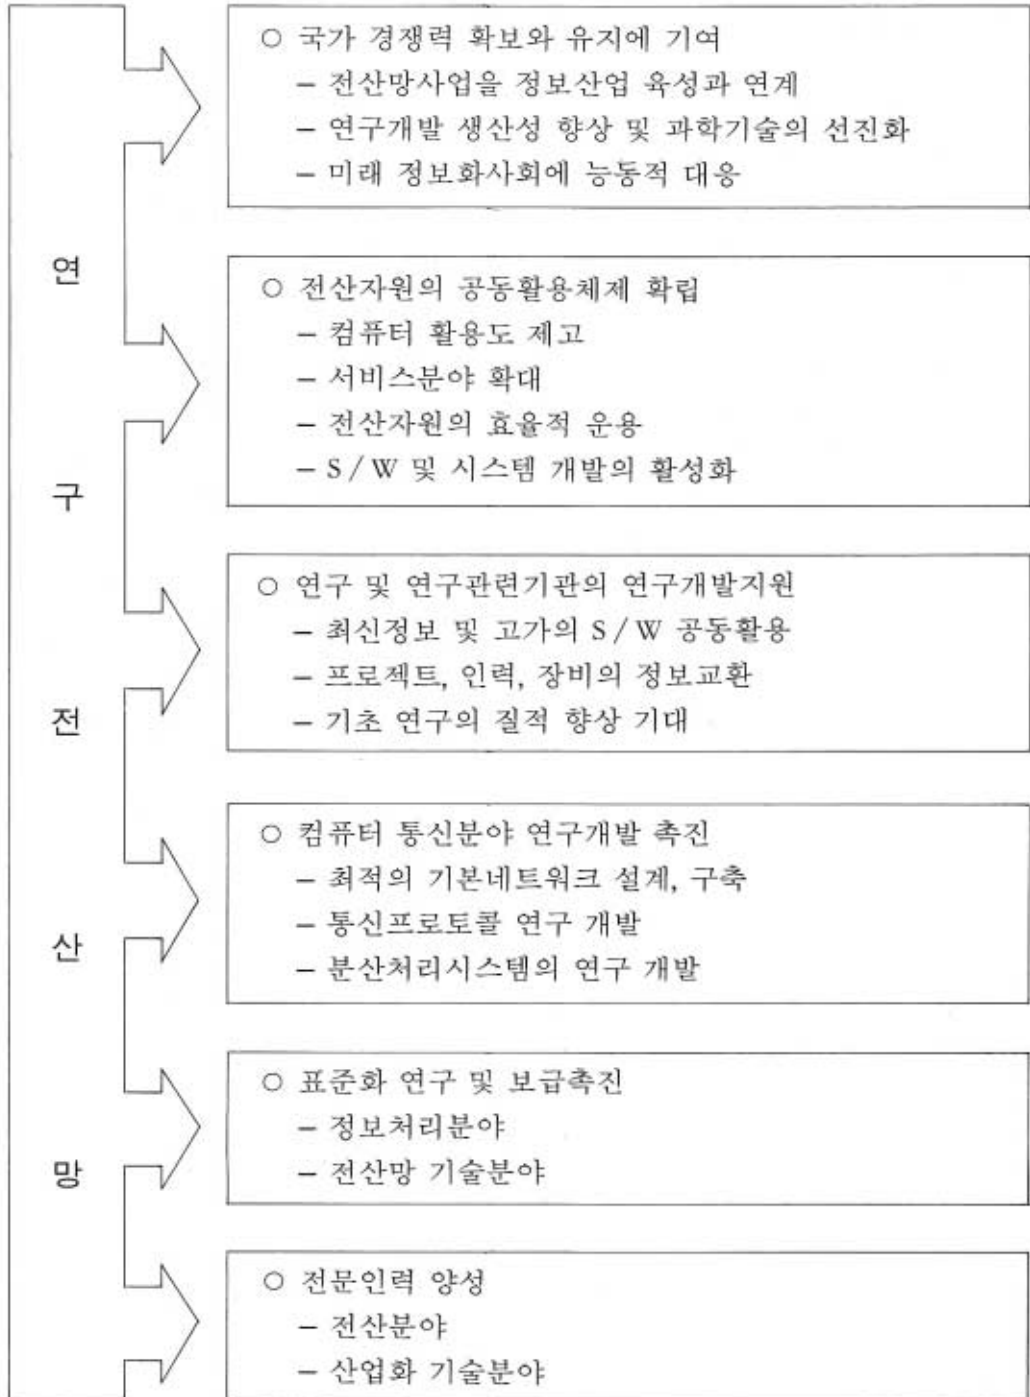 연
구
전
산
망
○ 국가 경쟁력 확보와 유지에 기여
– 전산망사업을 정보산업 육성과 연계
– 연구개발 생산성 향상 및 과학기술의 선진화
– 미래 정보화사회에 능동적 대응
○ 전산자원의 공동활용체제 확립
– 컴퓨터 활용도 제고
– 서비스분야 확대
– 전산자원의 효율적 운용
– S/W 및 시스템 개발의 활성화
○ 연구 및 연구관련기관의 연구개발지원
– 최신정보 및 고가의 S/W 공동활용
– 프로젝트, 인력, 장비의 정보교환
– 기초 연구의 질적 향상 기대
○ 컴퓨터 통신분야 연구개발 촉진
– 최적의 기본네트워크 설계, 구축
– 통신프로토콜 연구 개발
– 분산처리시스템의 연구 개발
○ 표준화 연구 및 보급촉진
– 정보처리분야
– 전산망 기술분야
○ 전문인력 양성
– 전산분야
– 산업화 기술분야